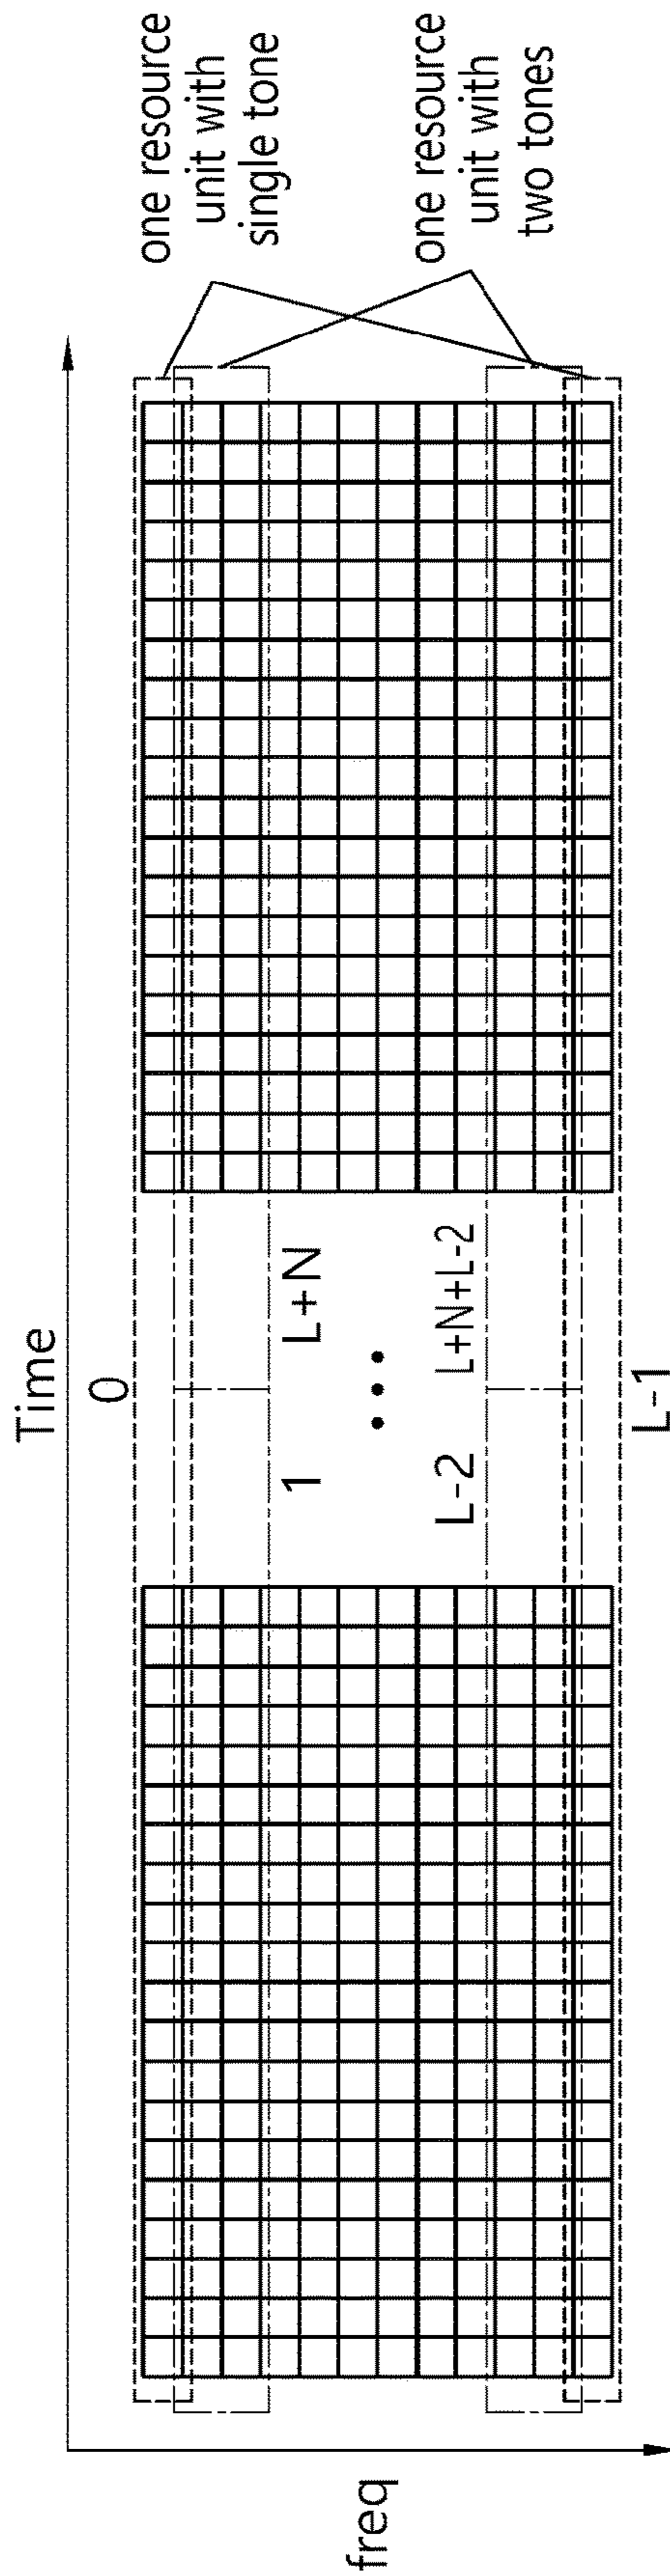 Time
0
one resource
unit with
single tone
1
L+N
L-2
L+N+L-2
one resource
unit with
two tones
L-1
freq